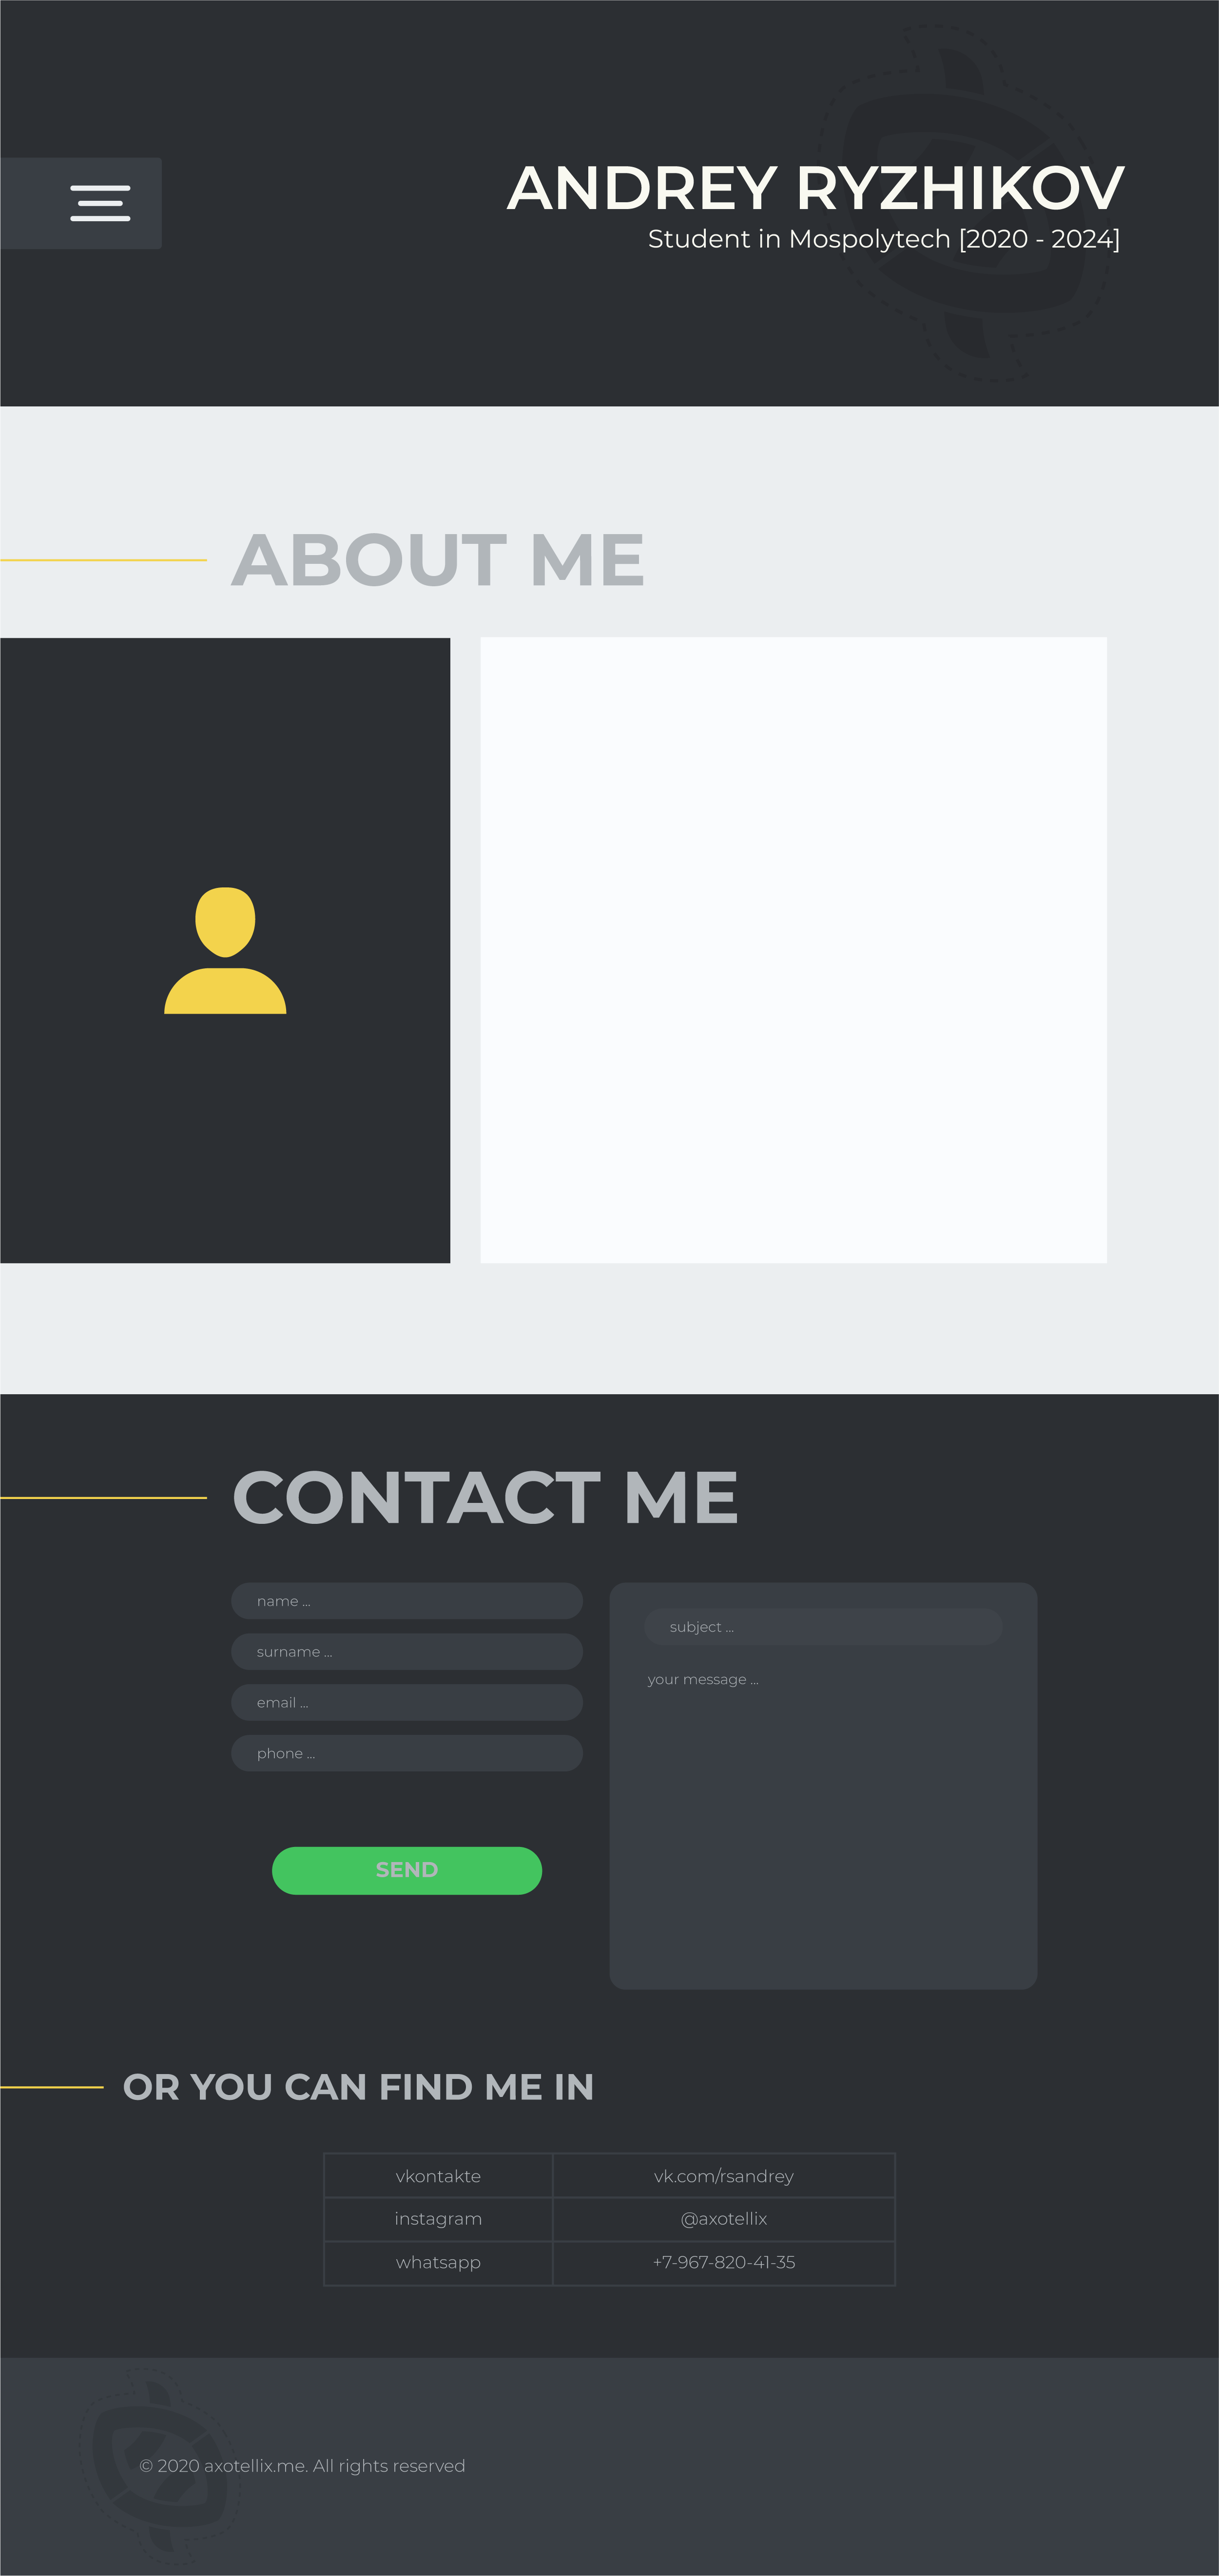 ANDREY RYZHIKOV
Student in Mospolytech [2020 - 2024]
ABOUT ME
CONTACT ME
name ...
surname ...
email ...
phone ...
SEND
subject ...
your message ...
OR YOU CAN FIND ME IN
vkontakte vk.com/rsandrey
instagram @axotellix
whatsapp +7-967-820-41-35
© 2020 axotellix.me. All rights reserved